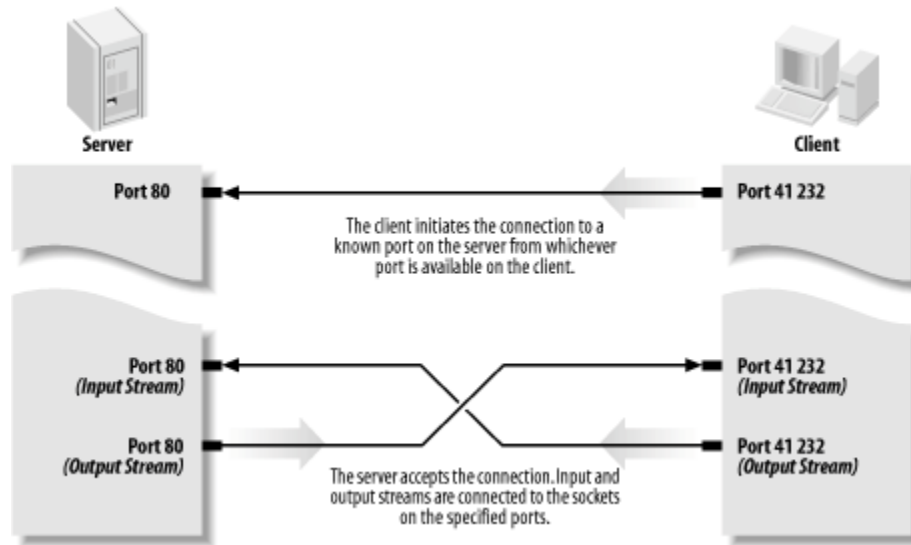 Server
Client
Port 80
Port 41 232
The client initiates the connection to a
known port on the server from whichever
port is available on the client.
Port 80
(Input Stream)
Port 41 232
(Input Stream)
Port 80
(Output Stream)
Port 41 232
(Output Stream)
The server accepts the connection. Input and
output streams are connected to the sockets
on the specified ports.